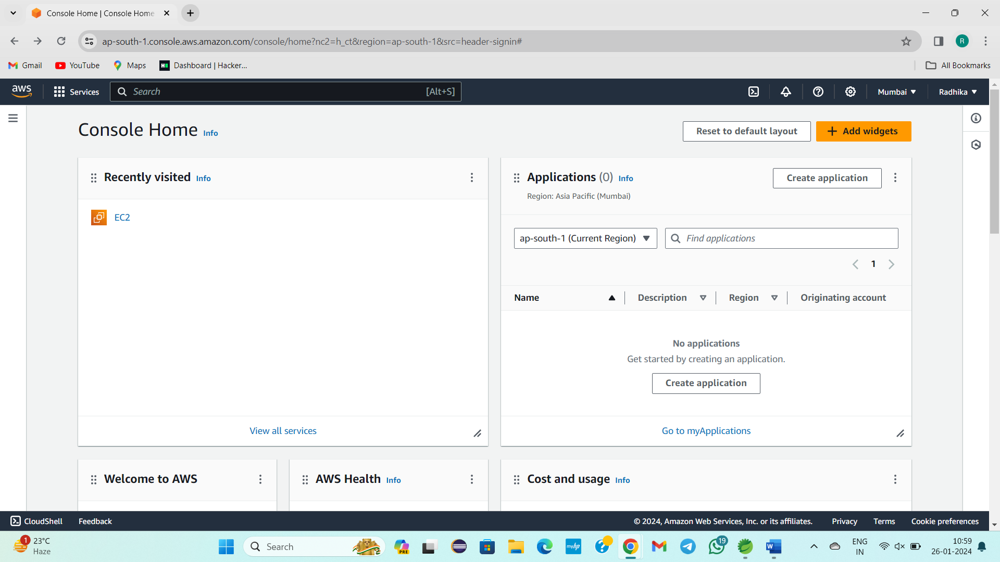 Console Home | Console Home
ap-south-1.console.aws.amazon.com/console/home?nc2=h_ct&region=ap-south-1&src=header-signin#
R
Gmail
YouTube
Maps
Dashboard | Hacker...
All Bookmarks
aws
Services
Search
[Alt+S]
Mumbai
Radhika
Console Home Info
Reset to default layout
Add widgets
Recently visited Info
EC2
View all services
Applications (0) Info
Region: Asia Pacific (Mumbai)
Create application
ap-south-1 (Current Region)
Find applications
1
Name
Description
Region
Originating account
No applications
Get started by creating an application.
Create application
Go to myApplications
Welcome to AWS
AWS Health Info
Cost and usage Info
CloudShell
Feedback
© 2024, Amazon Web Services, Inc. or its affiliates.
Privacy
Terms
Cookie preferences
1
23°C
Haze
Search
PRE
myhp
19
W
ENG
IN
10:59
26-01-2024